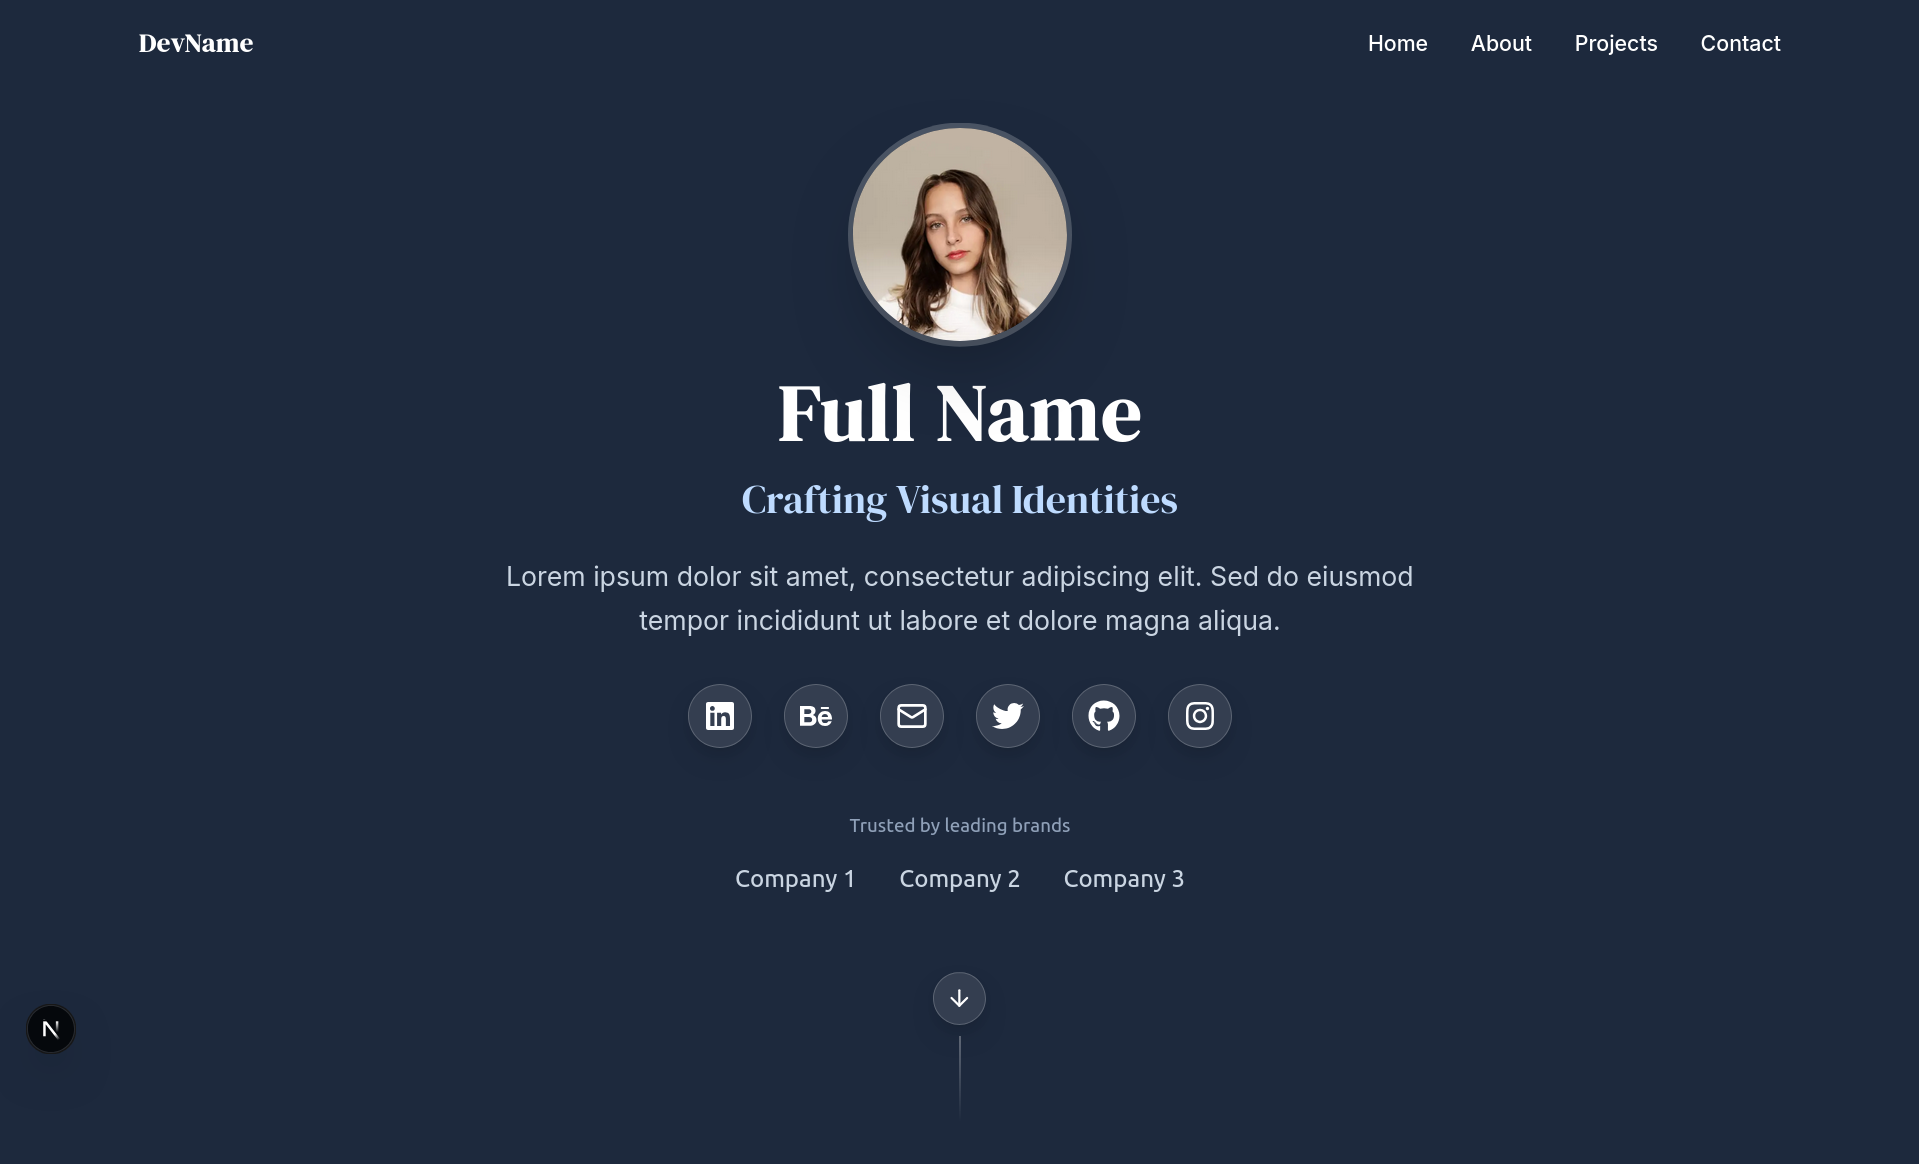 DevName
Home About Projects Contact
Full Name
Crafting Visual Identities
Lorem ipsum dolor sit amet, consectetur adipiscing elit. Sed do eiusmod
tempor incididunt ut labore et dolore magna aliqua.
in Bē
Trusted by leading brands
Company 1 Company 2 Company 3
N